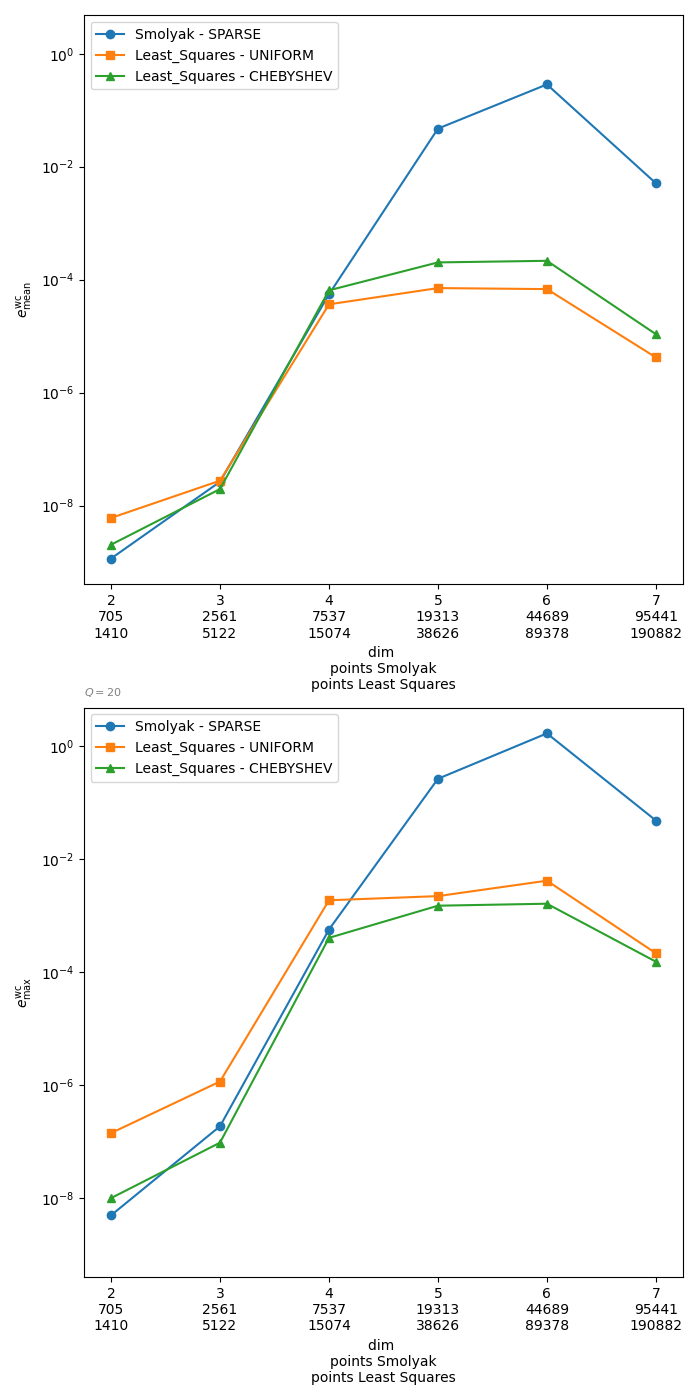 Smolyak - SPARSE
Least_Squares - UNIFORM
Least_Squares - CHEBYSHEV
10^0
10^-2
10^-4
10^-6
10^-8
e^wc_mean
2 3 4 5 6 7
705 2561 7537 19313 44689 95441
1410 5122 15074 38626 89378 190882
dim
points Smolyak
points Least Squares
Q = 20
Smolyak - SPARSE
Least_Squares - UNIFORM
Least_Squares - CHEBYSHEV
10^0
10^-2
10^-4
10^-6
10^-8
e^wc_max
2 3 4 5 6 7
705 2561 7537 19313 44689 95441
1410 5122 15074 38626 89378 190882
dim
points Smolyak
points Least Squares